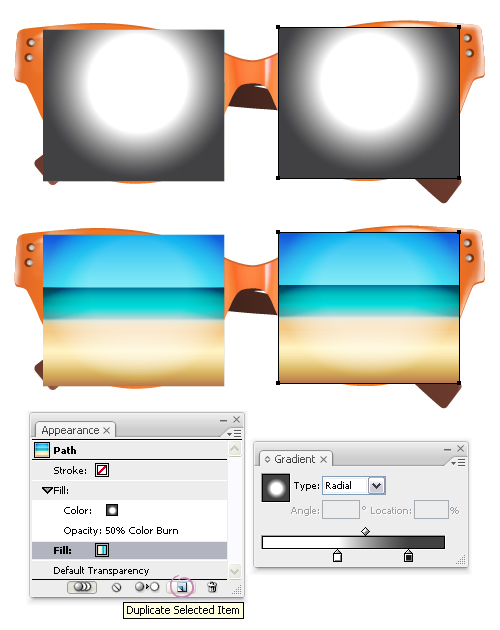 Appearance
Path
Stroke:
Fill:
Color:
Opacity: 50% Color Burn
Fill:
Default Transparency
Duplicate Selected Item
Gradient
Type: Radial
Angle: ° Location: %